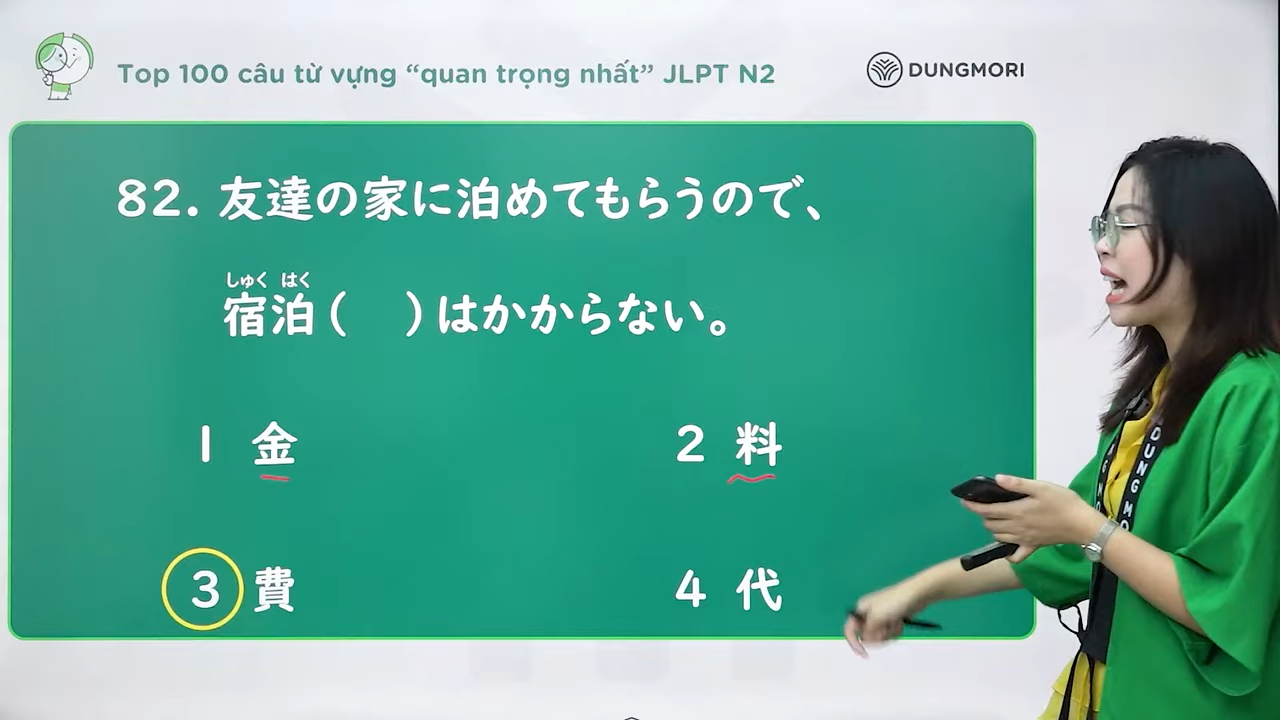 Top 100 câu từ vựng “quan trọng nhất” JLPT N2
DUNGMORI
82. 友達の家に泊めてもらうので、
しゅく はく
宿泊( )はかからない。
1 金
2 料
3 費
4 代
DUNG MO